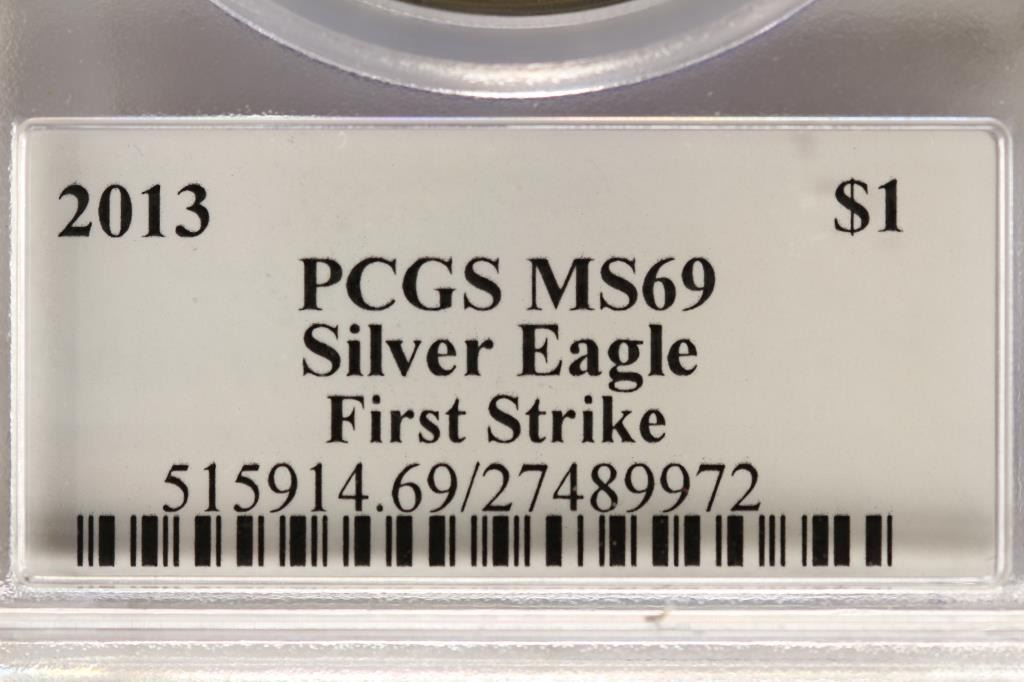 2013 $1
PCGS MS69
Silver Eagle
First Strike
515914.69/27489972